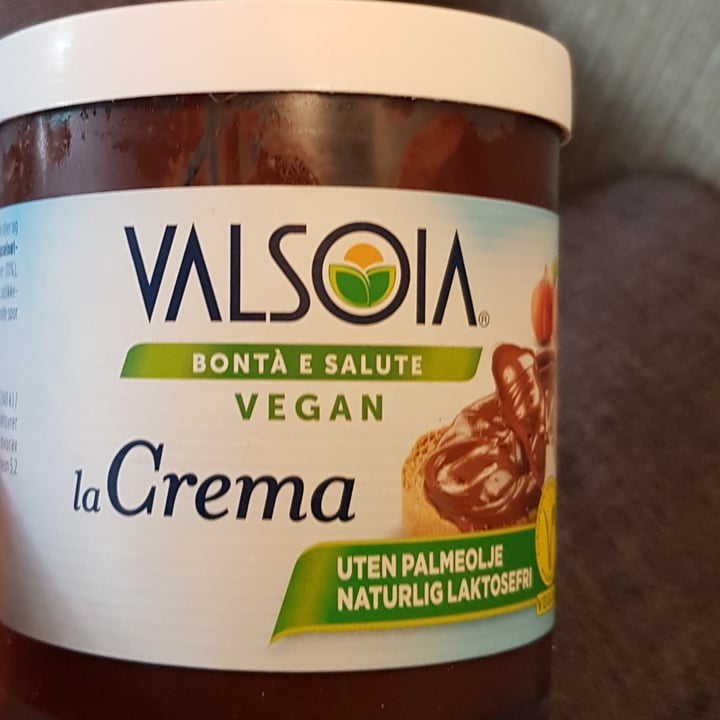 VALSOIA®
BONTÀ E SALUTE
VEGAN
la Crema
UTEN PALMEOLJE
NATURLIG LAKTOSEFRI